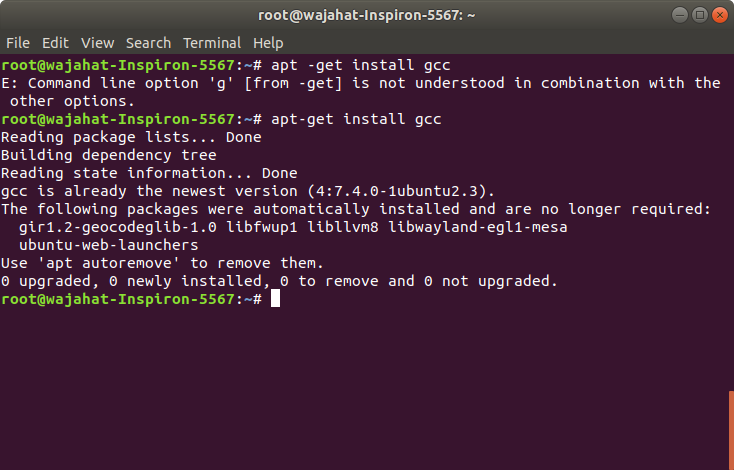 root@wajahat-Inspiron-5567: ~
File Edit View Search Terminal Help
root@wajahat-Inspiron-5567:~# apt -get install gcc
E: Command line option 'g' [from -get] is not understood in combination with the
 other options.
root@wajahat-Inspiron-5567:~# apt-get install gcc
Reading package lists... Done
Building dependency tree
Reading state information... Done
gcc is already the newest version (4:7.4.0-1ubuntu2.3).
The following packages were automatically installed and are no longer required:
  gir1.2-geocodeglib-1.0 libfwup1 libllvm8 libwayland-egl1-mesa
  ubuntu-web-launchers
Use 'apt autoremove' to remove them.
0 upgraded, 0 newly installed, 0 to remove and 0 not upgraded.
root@wajahat-Inspiron-5567:~#